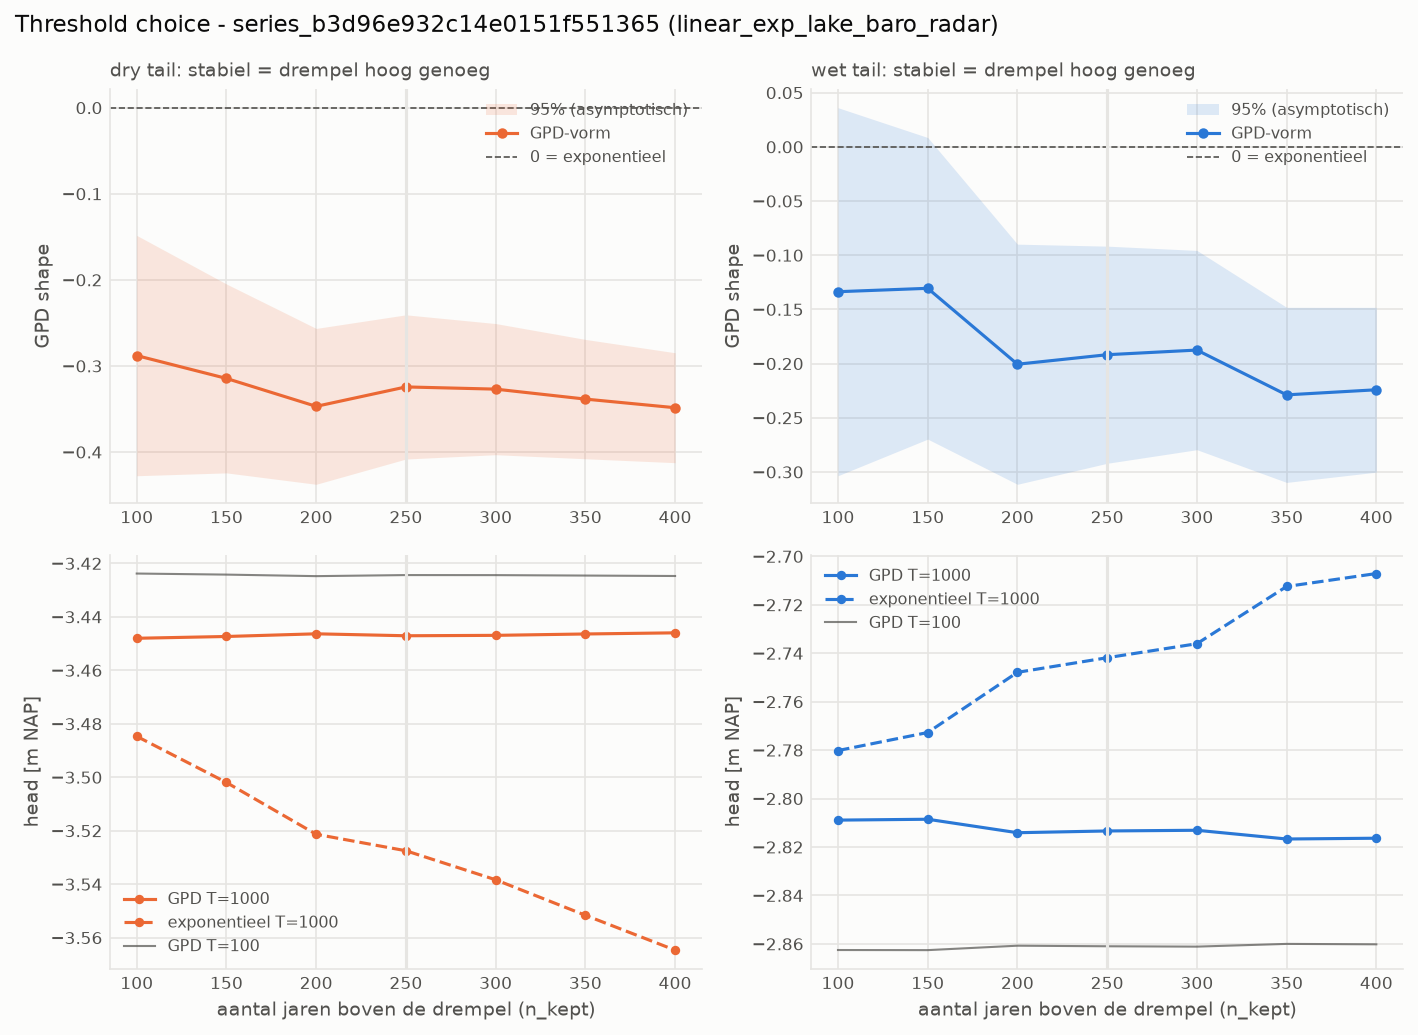 Threshold choice - series_b3d96e932c14e0151f551365 (linear_exp_lake_baro_radar)
dry tail: stabiel = drempel hoog genoeg
GPD shape
0.0
−0.1
−0.2
−0.3
−0.4
95% (asymptotisch)
GPD-vorm
0 = exponentieel
100 150 200 250 300 350 400
wet tail: stabiel = drempel hoog genoeg
GPD shape
0.05
0.00
−0.05
−0.10
−0.15
−0.20
−0.25
−0.30
95% (asymptotisch)
GPD-vorm
0 = exponentieel
100 150 200 250 300 350 400
head [m NAP]
−3.42
−3.44
−3.46
−3.48
−3.50
−3.52
−3.54
−3.56
GPD T=1000
exponentieel T=1000
GPD T=100
100 150 200 250 300 350 400
aantal jaren boven de drempel (n_kept)
head [m NAP]
−2.70
−2.72
−2.74
−2.76
−2.78
−2.80
−2.82
−2.84
−2.86
GPD T=1000
exponentieel T=1000
GPD T=100
100 150 200 250 300 350 400
aantal jaren boven de drempel (n_kept)